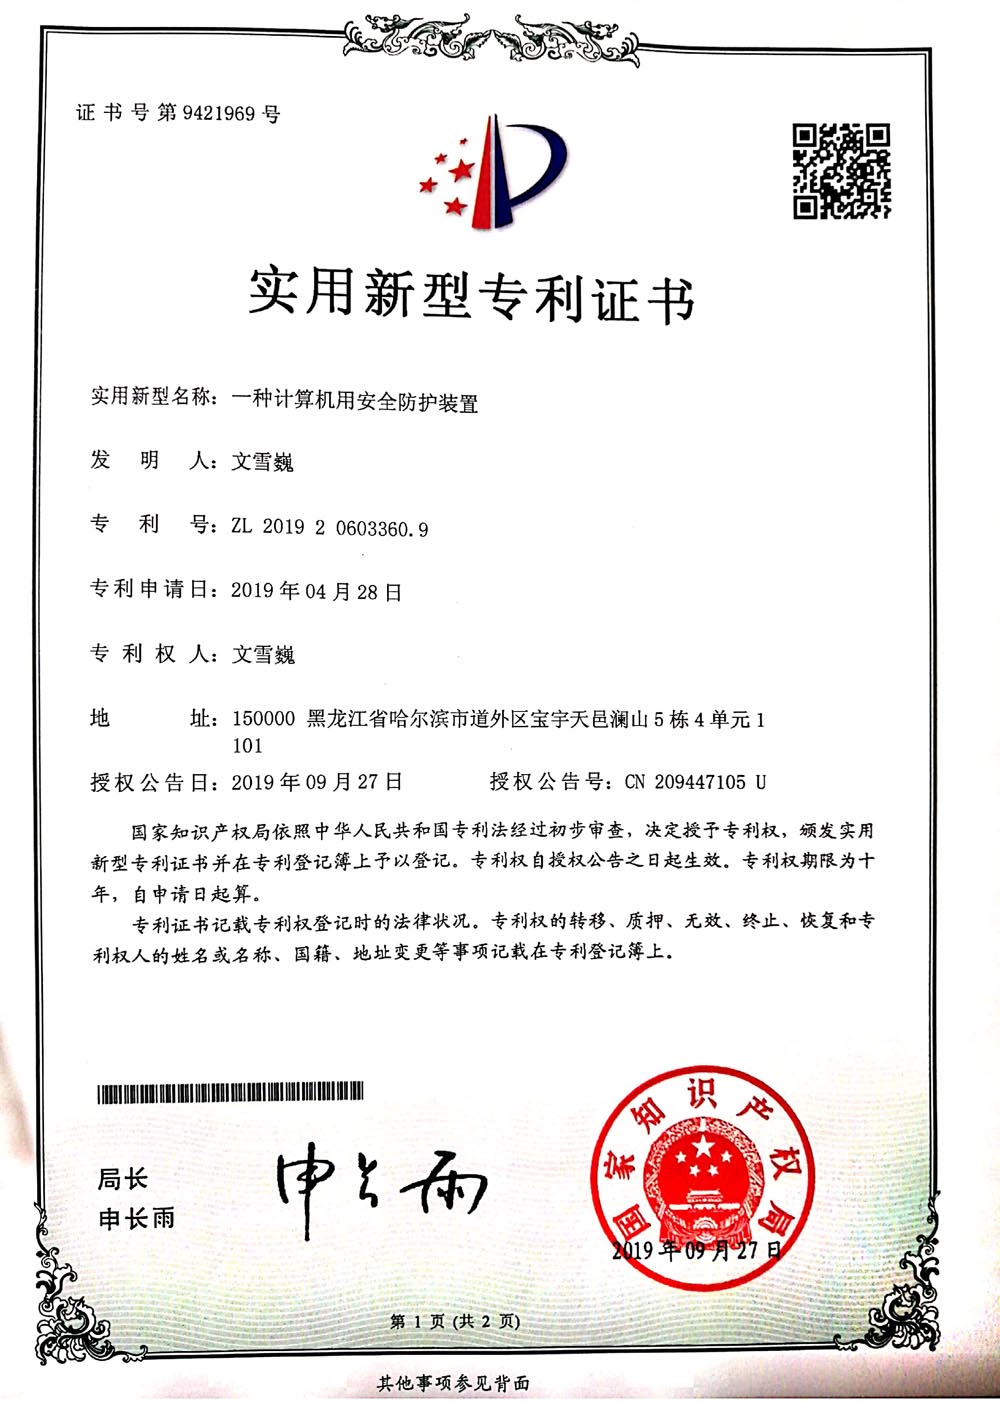 证书号第9421969号
实用新型专利证书
实用新型名称：一种计算机用安全防护装置
发明人：文雪巍
专利号：ZL 2019 2 0603360.9
专利申请日：2019年04月28日
专利权人：文雪巍
地址：150000 黑龙江省哈尔滨市道外区宝宇天邑澜山5栋4单元1
101
授权公告日：2019年09月27日 授权公告号：CN 209447105 U
国家知识产权局依照中华人民共和国专利法经过初步审查，决定授予专利权，颁发实用
新型专利证书并在专利登记簿上予以登记。专利权自授权公告之日起生效。专利权期限为十
年，自申请日起算。
专利证书记载专利权登记时的法律状况。专利权的转移、质押、无效、终止、恢复和专
利权人的姓名或名称、国籍、地址变更等事项记载在专利登记簿上。
局长
申长雨
申长雨
国家知识产权局
2019年09月27日
第 1 页 (共 2 页)
其他事项参见背面